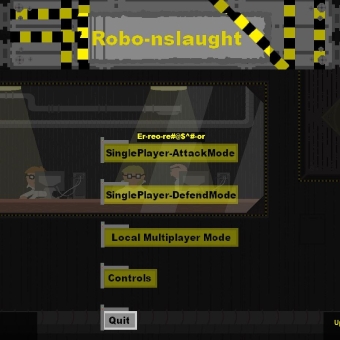 Robo-nslaught
Er-reo-re#@$^#-or
SinglePlayer-AttackMode
SinglePlayer-DefendMode
Local Multiplayer Mode
Controls
Quit